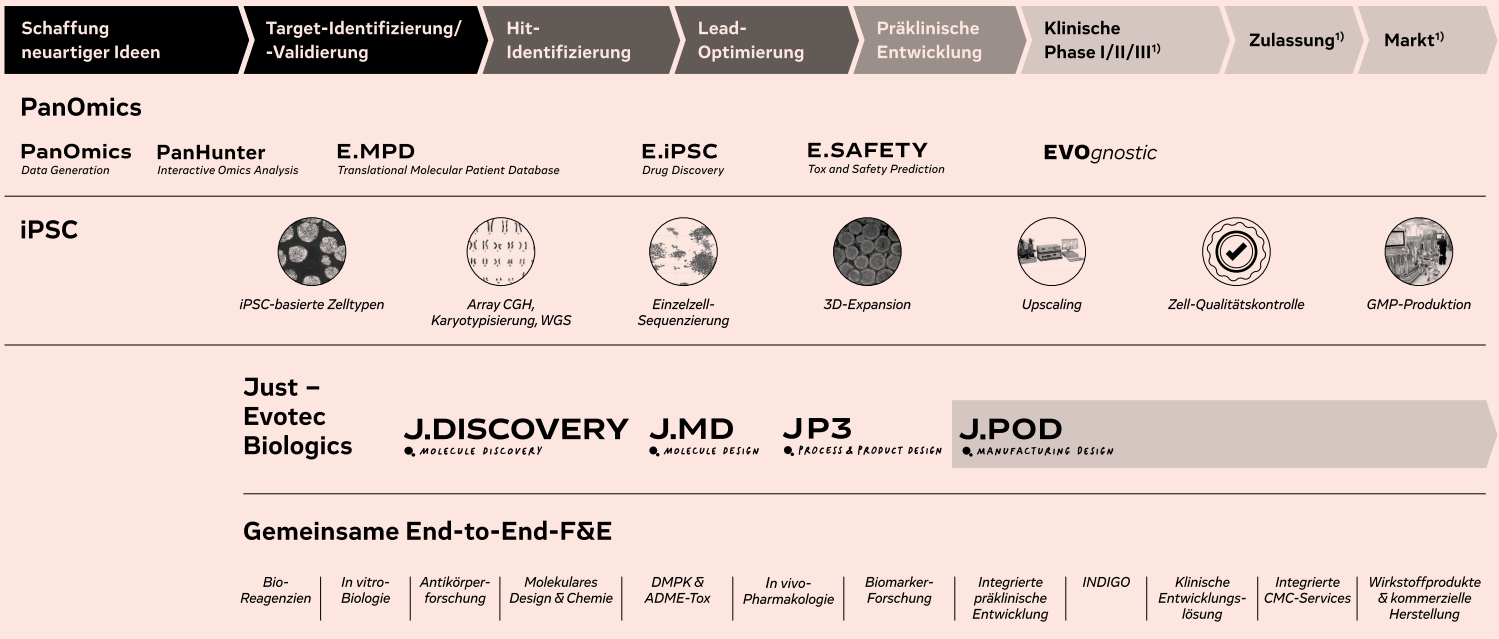 Schaffung
neuartiger Ideen
Target-Identifizierung/
-Validierung
Hit-
Identifizierung
Lead-
Optimierung
Präklinische
Entwicklung
Klinische
Phase I/II/III¹⁾
Zulassung¹⁾
Markt¹⁾
PanOmics
PanOmics
Data Generation
PanHunter
Interactive Omics Analysis
E.MPD
Translational Molecular Patient Database
E.iPSC
Drug Discovery
E.SAFETY
Tox and Safety Prediction
EVOgnostic
iPSC
iPSC-basierte Zelltypen
Array CGH,
Karyotypisierung, WGS
Einzelzell-
Sequenzierung
3D-Expansion
Upscaling
Zell-Qualitätskontrolle
GMP-Produktion
Just –
Evotec
Biologics
J.DISCOVERY
MOLECULE DISCOVERY
J.MD
MOLECULE DESIGN
JP3
PROCESS & PRODUCT DESIGN
J.POD
MANUFACTURING DESIGN
Gemeinsame End-to-End-F&E
Bio-
Reagenzien
In vitro-
Biologie
Antikörper-
forschung
Molekulares
Design & Chemie
DMPK &
ADME-Tox
In vivo-
Pharmakologie
Biomarker-
Forschung
Integrierte
präklinische
Entwicklung
INDIGO
Klinische
Entwicklungs-
lösung
Integrierte
CMC-Services
Wirkstoffprodukte
& kommerzielle
Herstellung